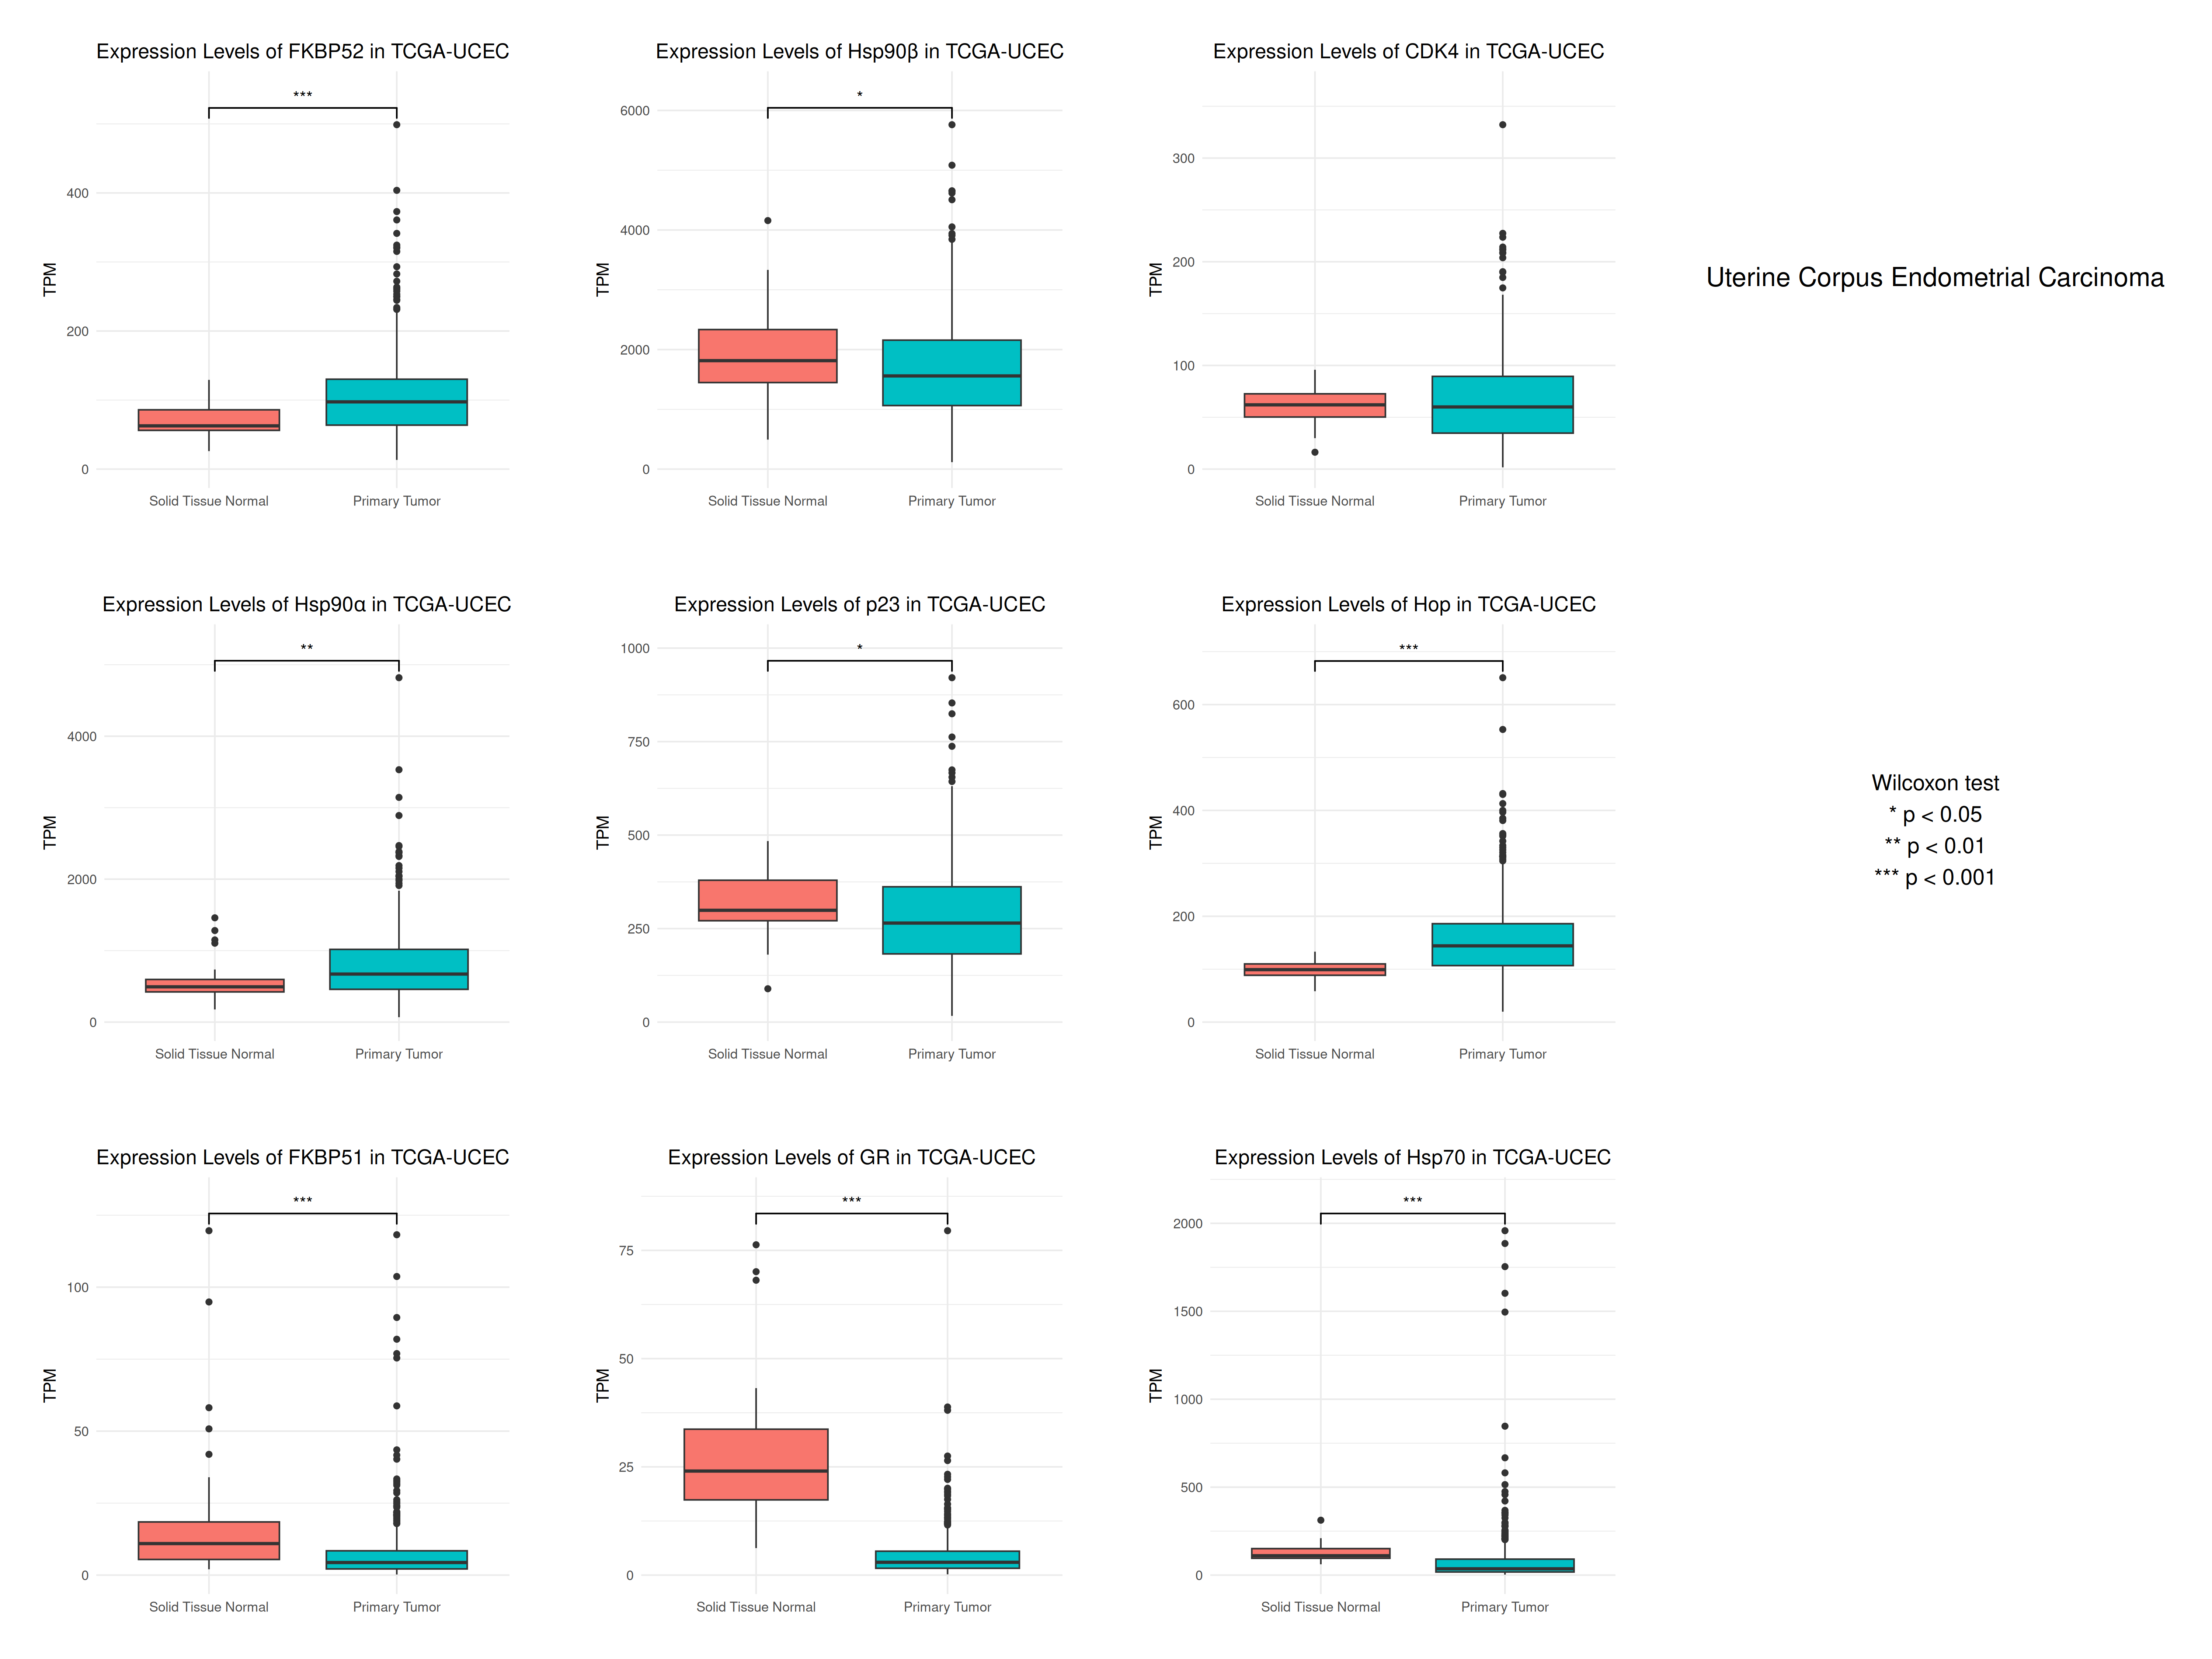 Expression Levels of FKBP52 in TCGA-UCEC
***
400
200
0
TPM
Solid Tissue Normal
Primary Tumor
Expression Levels of Hsp90β in TCGA-UCEC
*
6000
4000
2000
0
TPM
Solid Tissue Normal
Primary Tumor
Expression Levels of CDK4 in TCGA-UCEC
300
200
100
0
TPM
Solid Tissue Normal
Primary Tumor
Uterine Corpus Endometrial Carcinoma
Expression Levels of Hsp90α in TCGA-UCEC
**
4000
2000
0
TPM
Solid Tissue Normal
Primary Tumor
Expression Levels of p23 in TCGA-UCEC
*
1000
750
500
250
0
TPM
Solid Tissue Normal
Primary Tumor
Expression Levels of Hop in TCGA-UCEC
***
600
400
200
0
TPM
Solid Tissue Normal
Primary Tumor
Wilcoxon test
* p < 0.05
** p < 0.01
*** p < 0.001
Expression Levels of FKBP51 in TCGA-UCEC
***
100
50
0
TPM
Solid Tissue Normal
Primary Tumor
Expression Levels of GR in TCGA-UCEC
***
75
50
25
0
TPM
Solid Tissue Normal
Primary Tumor
Expression Levels of Hsp70 in TCGA-UCEC
***
2000
1500
1000
500
0
TPM
Solid Tissue Normal
Primary Tumor